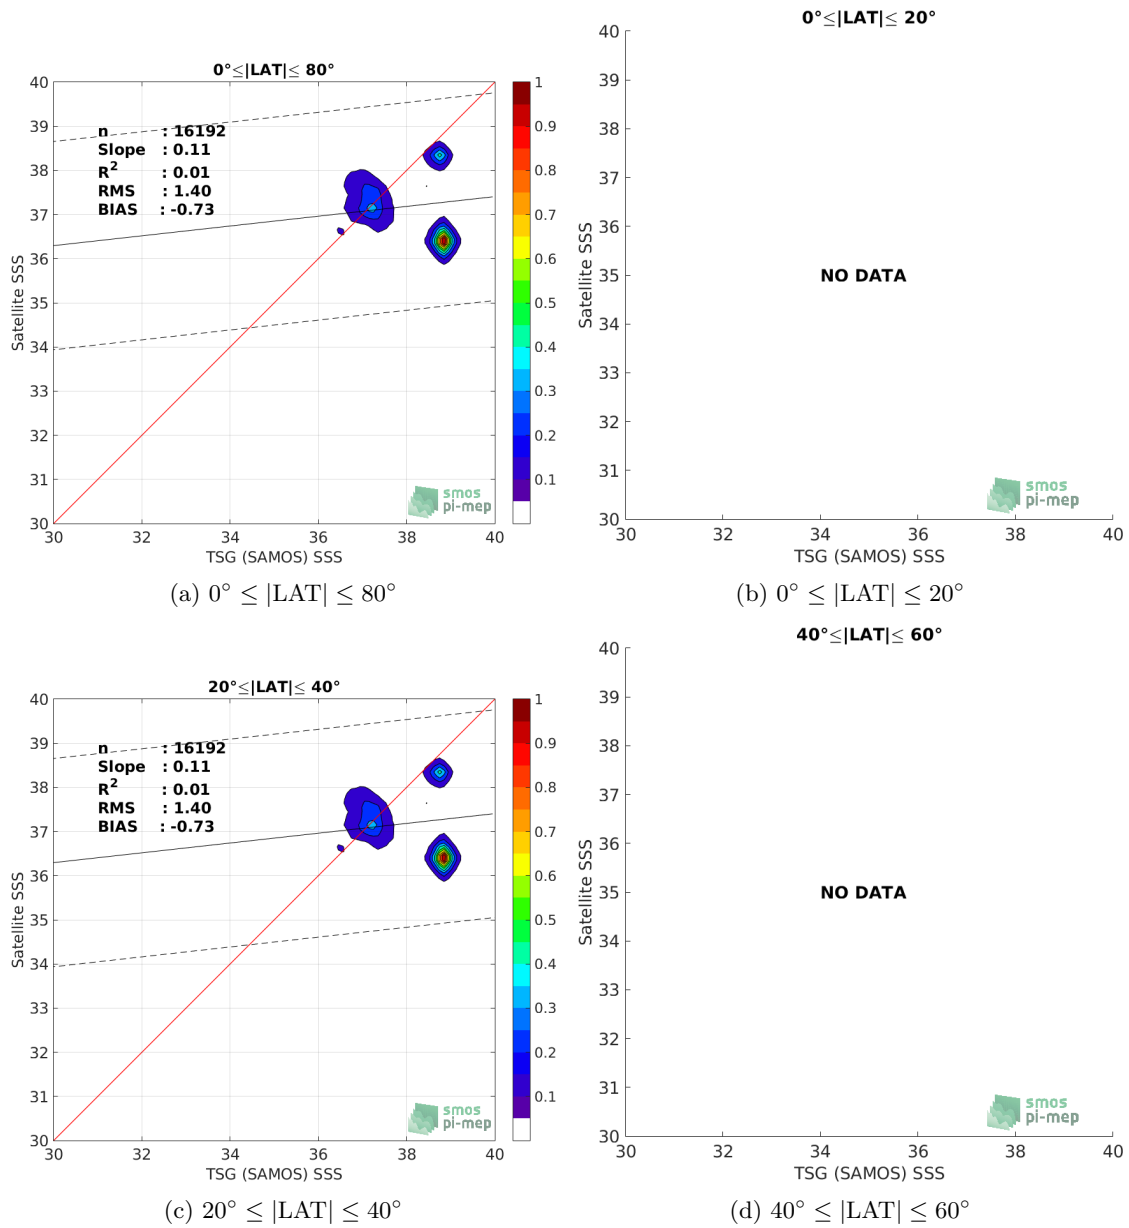 0°≤|LAT|≤ 80°
40
39
38
37
36
35
34
33
32
31
30
Satellite SSS
n : 16192
Slope : 0.11
R2 : 0.01
RMS : 1.40
BIAS : -0.73
smos
pi-mep
30 32 34 36 38 40
TSG (SAMOS) SSS
1
0.9
0.8
0.7
0.6
0.5
0.4
0.3
0.2
0.1
(a) 0° ≤ |LAT| ≤ 80°
0°≤|LAT|≤ 20°
40
39
38
37
36
35
34
33
32
31
30
Satellite SSS
NO DATA
smos
pi-mep
30 32 34 36 38 40
TSG (SAMOS) SSS
(b) 0° ≤ |LAT| ≤ 20°
20°≤|LAT|≤ 40°
40
39
38
37
36
35
34
33
32
31
30
Satellite SSS
n : 16192
Slope : 0.11
R2 : 0.01
RMS : 1.40
BIAS : -0.73
smos
pi-mep
30 32 34 36 38 40
TSG (SAMOS) SSS
1
0.9
0.8
0.7
0.6
0.5
0.4
0.3
0.2
0.1
(c) 20° ≤ |LAT| ≤ 40°
40°≤|LAT|≤ 60°
40
39
38
37
36
35
34
33
32
31
30
Satellite SSS
NO DATA
smos
pi-mep
30 32 34 36 38 40
TSG (SAMOS) SSS
(d) 40° ≤ |LAT| ≤ 60°